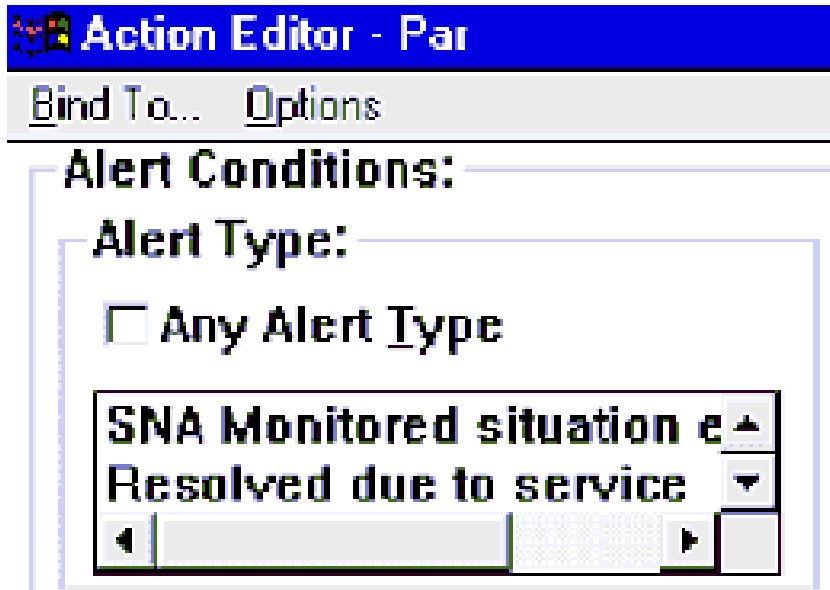 Action Editor - Par
Bind To... Options
Alert Conditions:
Alert Type:
Any Alert Type
SNA Monitored situation e
Resolved due to service